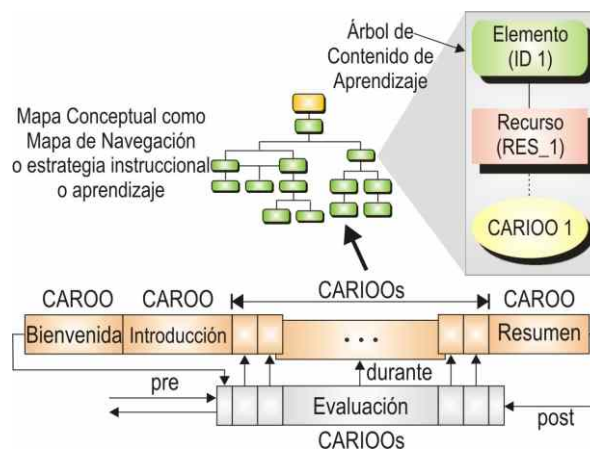 Árbol de
Contenido de
Aprendizaje
Elemento
(ID 1)
Recurso
(RES_1)
CARIOO 1
Mapa Conceptual como
Mapa de Navegación
o estrategia instruccional
o aprendizaje
CAROO
CAROO
CARIOOs
CAROO
Bienvenida
Introducción
...
Resumen
pre
durante
Evaluación
post
CARIOOs